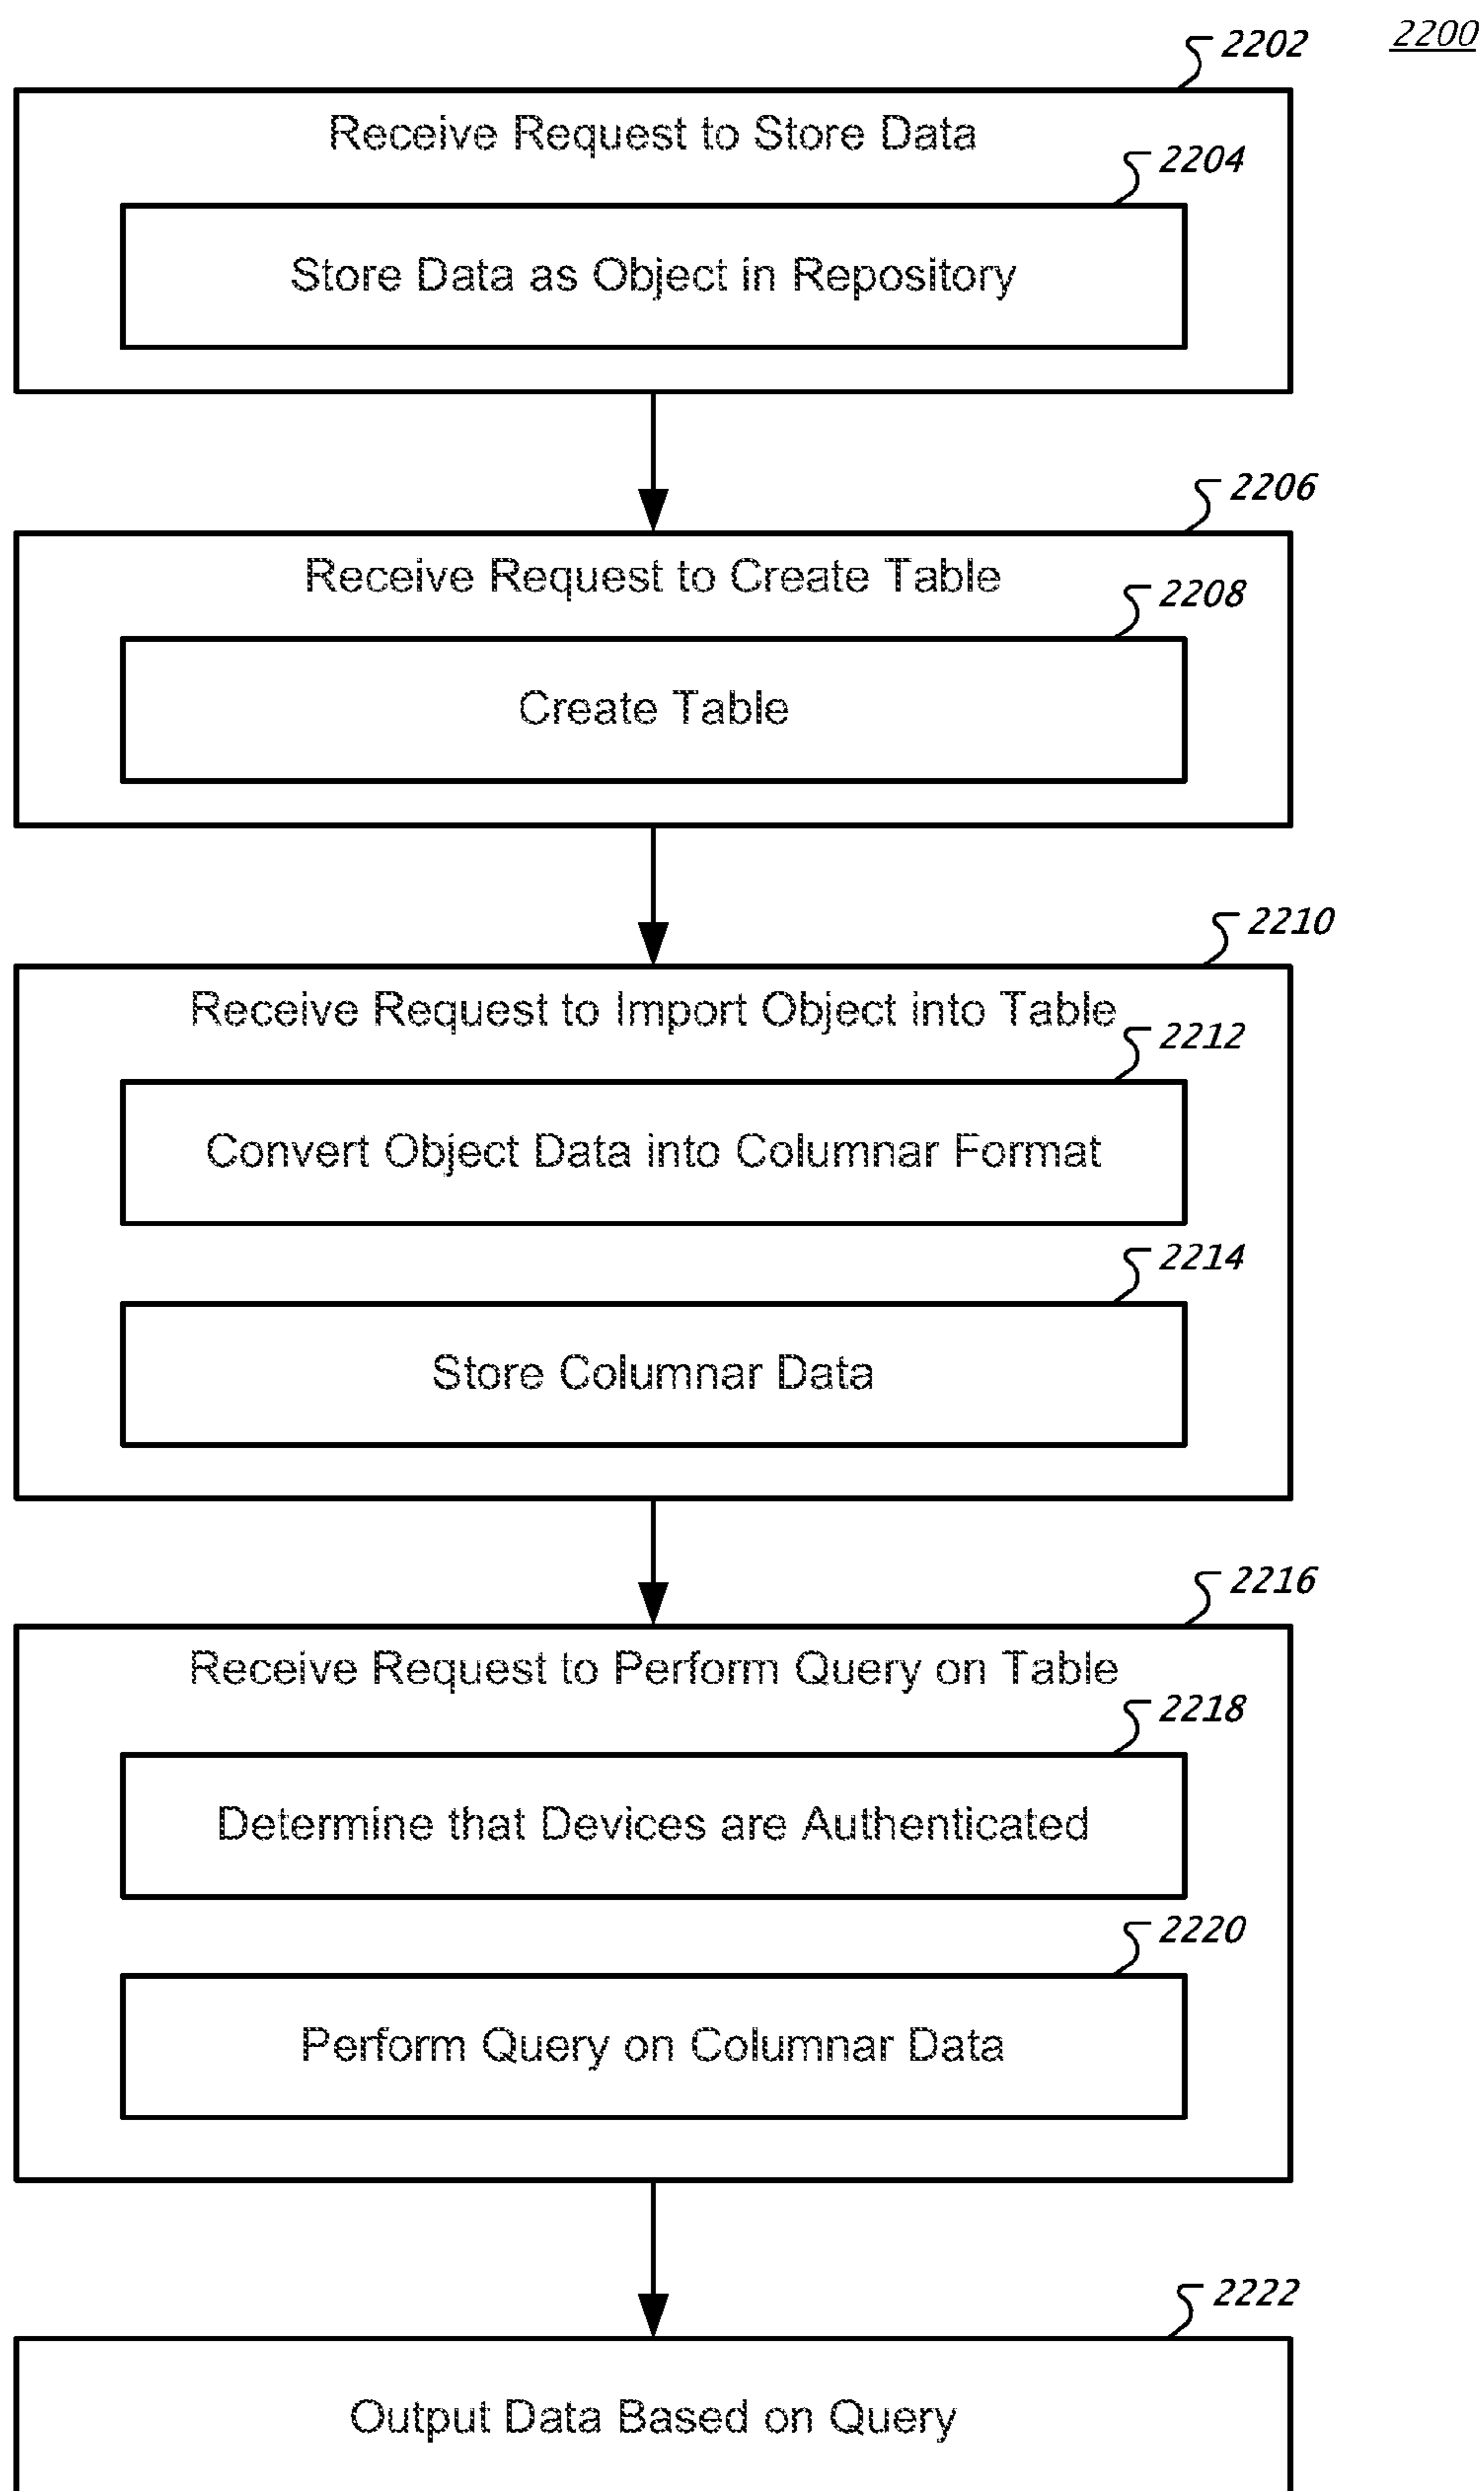 2200
2202
Receive Request to Store Data
2204
Store Data as Object in Repository
2206
Receive Request to Create Table
2208
Create Table
2210
Receive Request to Import Object into Table
2212
Convert Object Data into Columnar Format
2214
Store Columnar Data
2216
Receive Request to Perform Query on Table
2218
Determine that Devices are Authenticated
2220
Perform Query on Columnar Data
2222
Output Data Based on Query